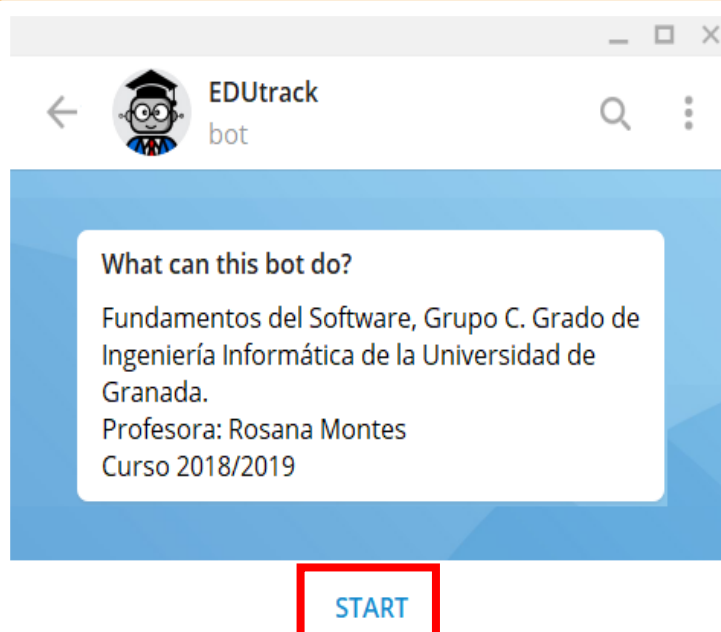 EDUtrack
bot
What can this bot do?
Fundamentos del Software, Grupo C. Grado de
Ingeniería Informática de la Universidad de
Granada.
Profesora: Rosana Montes
Curso 2018/2019
START